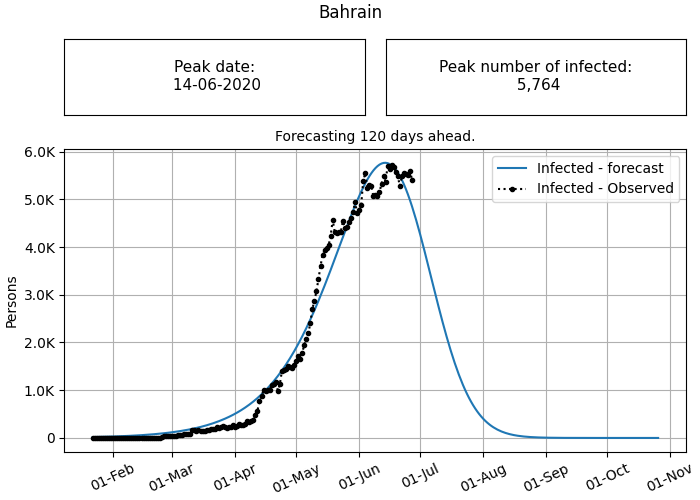 Bahrain
Peak date:
14-06-2020
Peak number of infected:
5,764
Forecasting 120 days ahead.
6.0K
5.0K
4.0K
3.0K
2.0K
1.0K
0
Persons
Infected - forecast
Infected - Observed
01-Feb
01-Mar
01-Apr
01-May
01-Jun
01-Jul
01-Aug
01-Sep
01-Oct
01-Nov